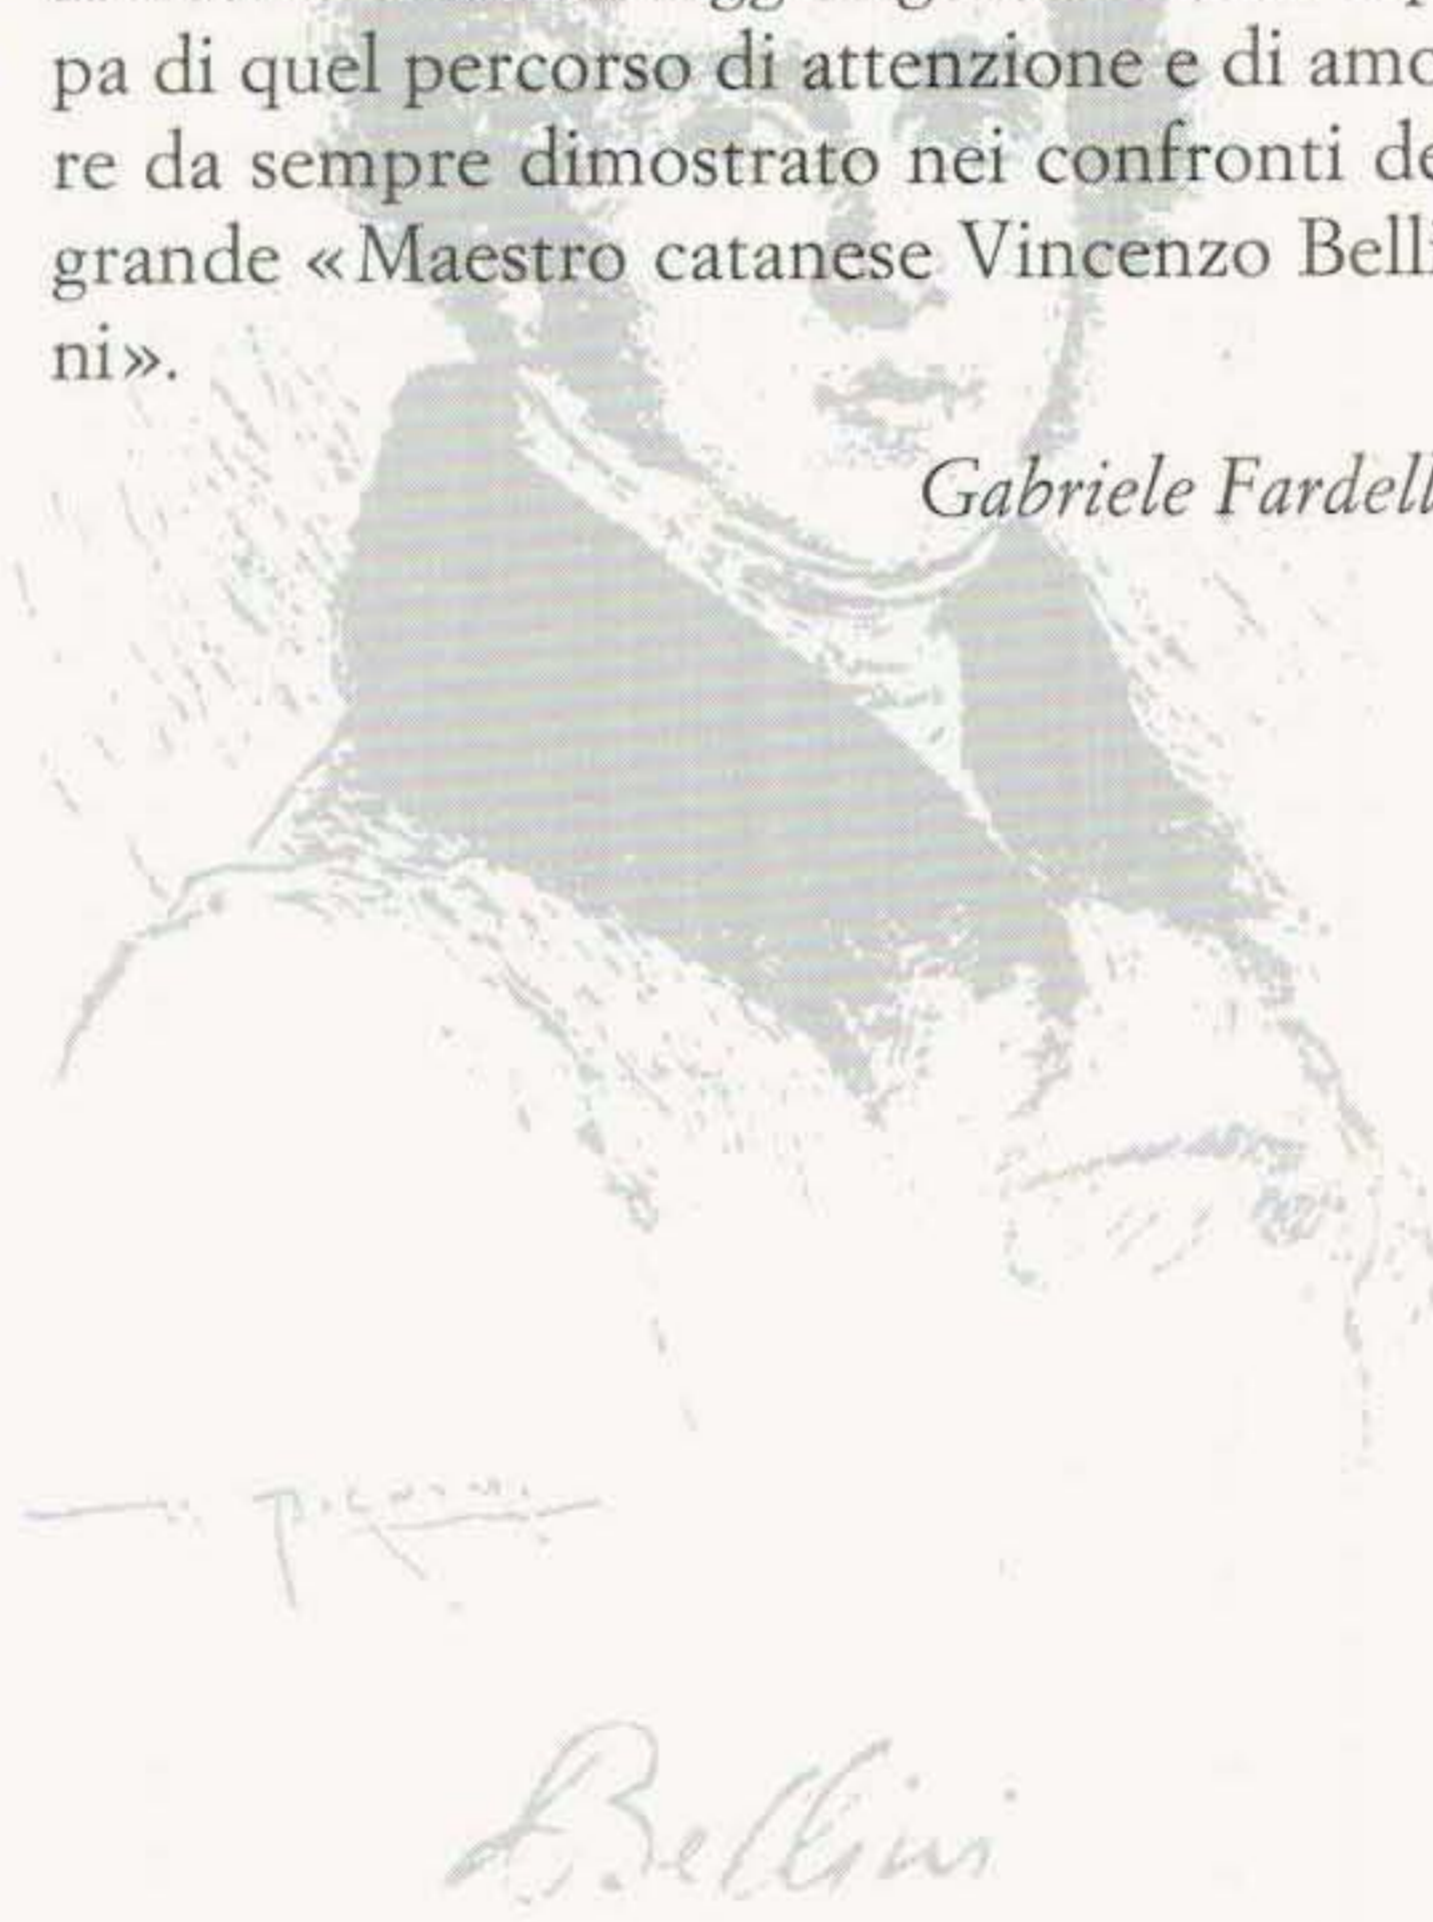 pa di quel percorso di attenzione e di amo
re da sempre dimostrato nei confronti de
grande «Maestro catanese Vincenzo Belli
ni».
Gabriele Fardell
Bellini